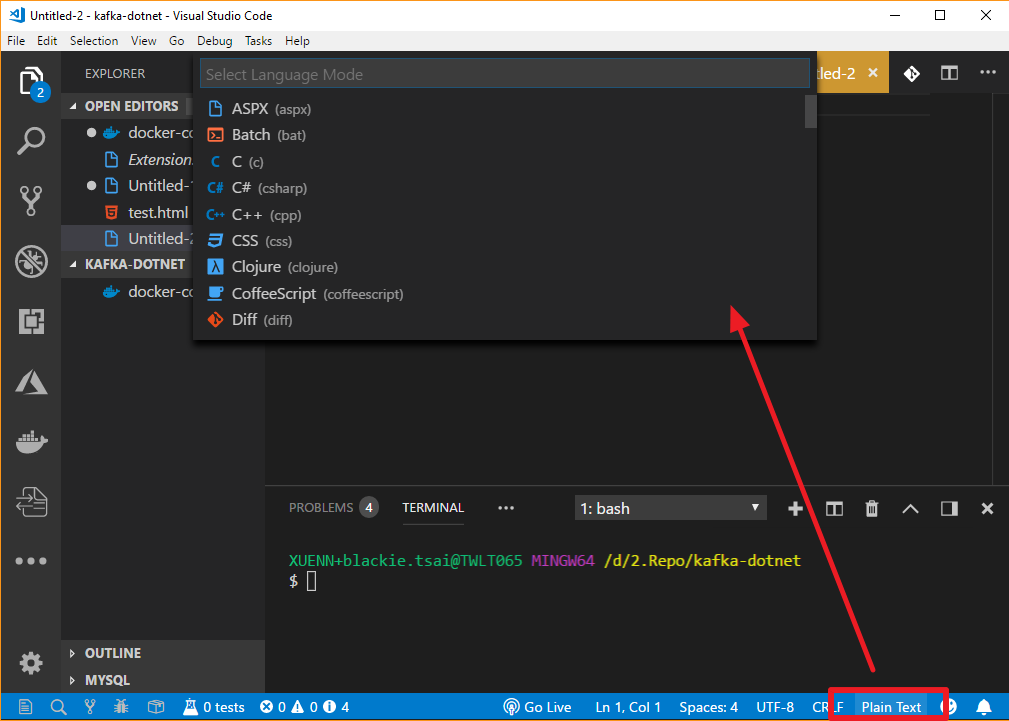 Untitled-2 - kafka-dotnet - Visual Studio Code
File Edit Selection View Go Debug Tasks Help
2
EXPLORER
Select Language Mode
led-2
OPEN EDITORS
docker-co
Extension
Untitled-1
test.html
Untitled-2
KAFKA-DOTNET
docker-co
ASPX (aspx)
Batch (bat)
C (c)
C# (csharp)
C++ (cpp)
CSS (css)
Clojure (clojure)
CoffeeScript (coffeescript)
Diff (diff)
PROBLEMS 4 TERMINAL ... 1: bash
XUENN+blackie.tsai@TWLT065 MINGW64 /d/2.Repo/kafka-dotnet
$
OUTLINE
MYSQL
0 tests 0 0 4 Go Live Ln 1, Col 1 Spaces: 4 UTF-8 CRLF Plain Text